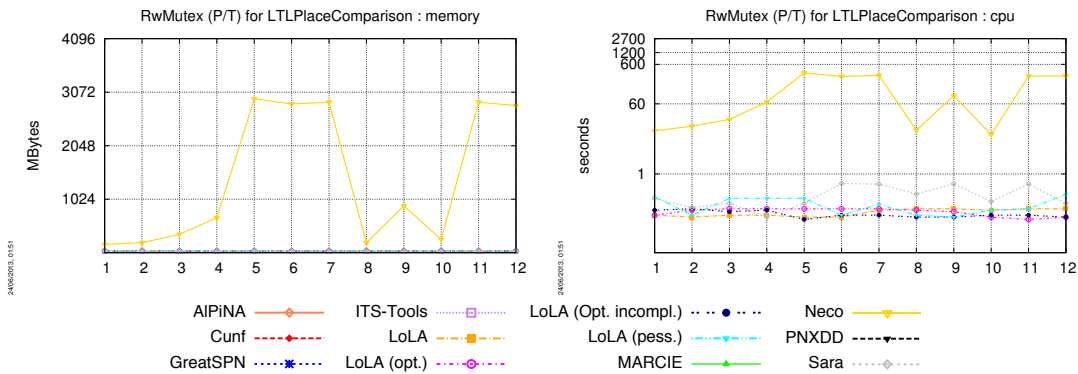 RwMutex (P/T) for LTLPlaceComparison : memory
4096
3072
2048
1024
MBytes
1 2 3 4 5 6 7 8 9 10 11 12
24/06/2013, 01:51
RwMutex (P/T) for LTLPlaceComparison : cpu
2700
1200
600
60
1
seconds
1 2 3 4 5 6 7 8 9 10 11 12
24/06/2013, 01:51
AlPiNA ITS-Tools LoLA (Opt. incompl.) Neco
Cunf LoLA LoLA (pess.) PNXDD
GreatSPN LoLA (opt.) MARCIE Sara